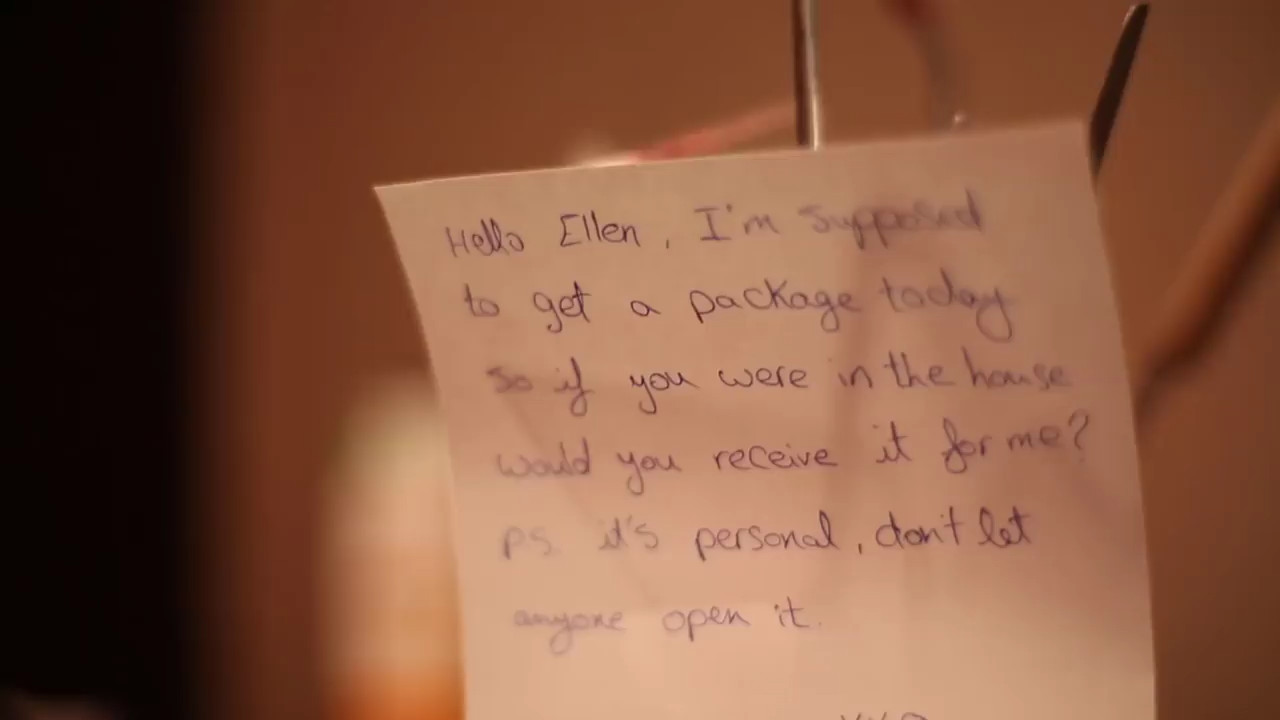 Hello Ellen, I'm supposed
to get a package today
so if you were in the house
would you receive it for me?
ps. it's personal, don't let
anyone open it.